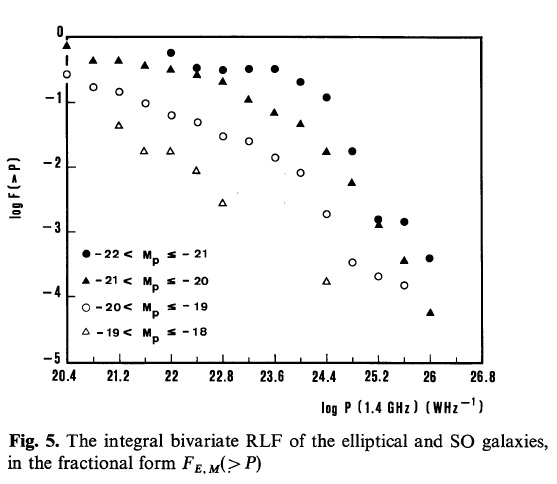 0
-1
-2
-3
-4
-5
log F(>P)
● -22 < Mp ≤ -21
▲ -21 < Mp ≤ -20
○ -20 < Mp ≤ -19
△ -19 < Mp ≤ -18
20.4 21.2 22 22.8 23.6 24.4 25.2 26 26.8
log P (1.4 GHz) (WHz⁻¹)
Fig. 5. The integral bivariate RLF of the elliptical and SO galaxies,
in the fractional form F_{E,M}(>P)